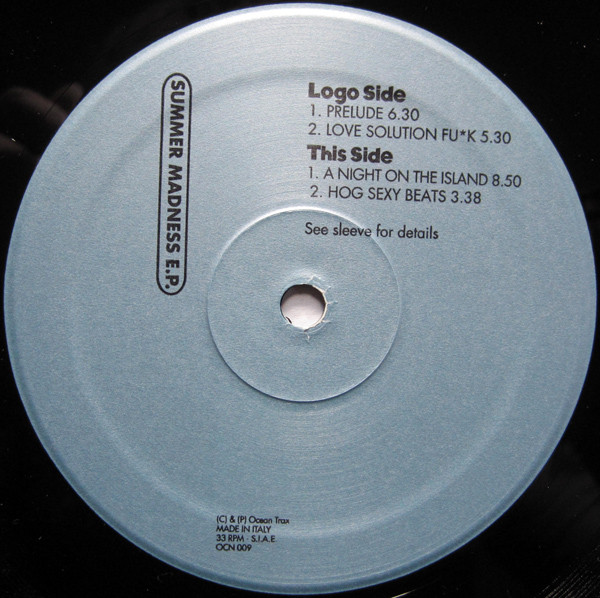 SUMMER MADNESS E.P.
Logo Side
1. PRELUDE 6.30
2. LOVE SOLUTION FU*K 5.30
This Side
1. A NIGHT ON THE ISLAND 8.50
2. HOG SEXY BEATS 3.38
See sleeve for details
(C) & (P) Ocean Trax
MADE IN ITALY
33 RPM · S.I.A.E.
OCN 009